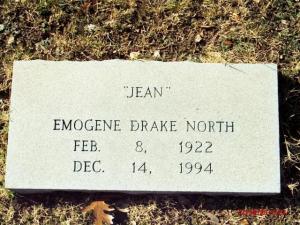 "JEAN"
EMOGENE DRAKE NORTH
FEB. 8, 1922
DEC. 14, 1994